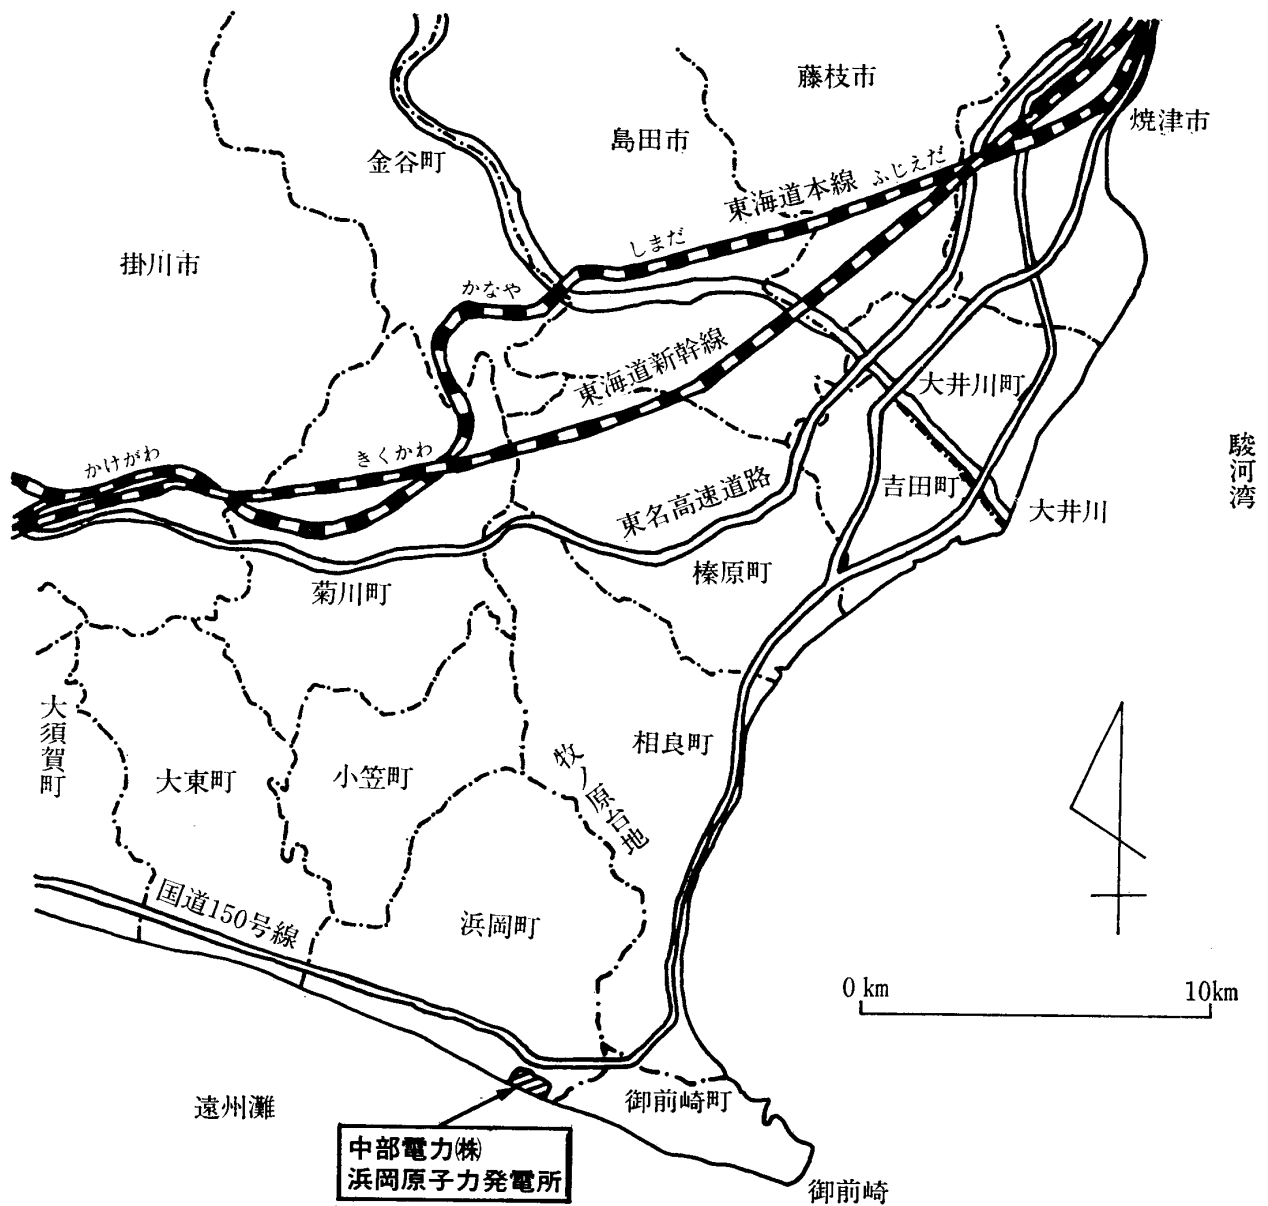 藤枝市
焼津市
島田市
金谷町
東海道本線
ふじえだ
しまだ
掛川市
かなや
東海道新幹線
大井川町
駿河湾
かけがわ
きくかわ
吉田町
東名高速道路
大井川
榛原町
菊川町
大須賀町
相良町
牧ノ原台地
大東町
小笠町
国道150号線
浜岡町
0 km
10km
遠州灘
御前崎町
中部電力㈱
浜岡原子力発電所
御前崎